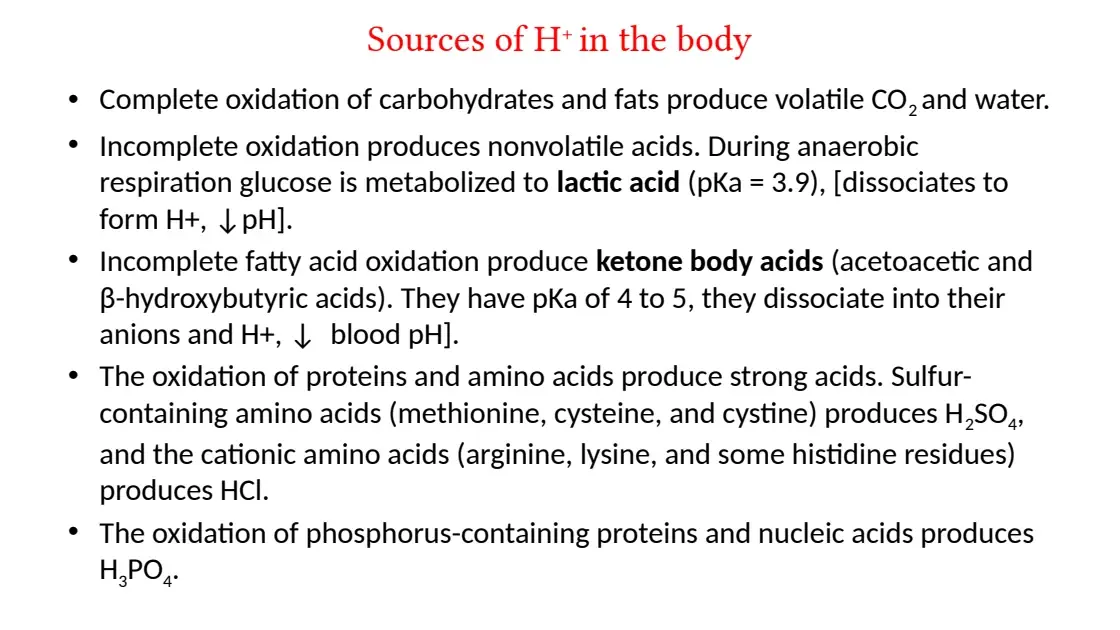 Sources of H⁺ in the body
• Complete oxidation of carbohydrates and fats produce volatile CO₂ and water.
• Incomplete oxidation produces nonvolatile acids. During anaerobic
respiration glucose is metabolized to lactic acid (pKa = 3.9), [dissociates to
form H+, ↓pH].
• Incomplete fatty acid oxidation produce ketone body acids (acetoacetic and
β-hydroxybutyric acids). They have pKa of 4 to 5, they dissociate into their
anions and H+, ↓ blood pH].
• The oxidation of proteins and amino acids produce strong acids. Sulfur-
containing amino acids (methionine, cysteine, and cystine) produces H₂SO₄,
and the cationic amino acids (arginine, lysine, and some histidine residues)
produces HCl.
• The oxidation of phosphorus-containing proteins and nucleic acids produces
H₃PO₄.